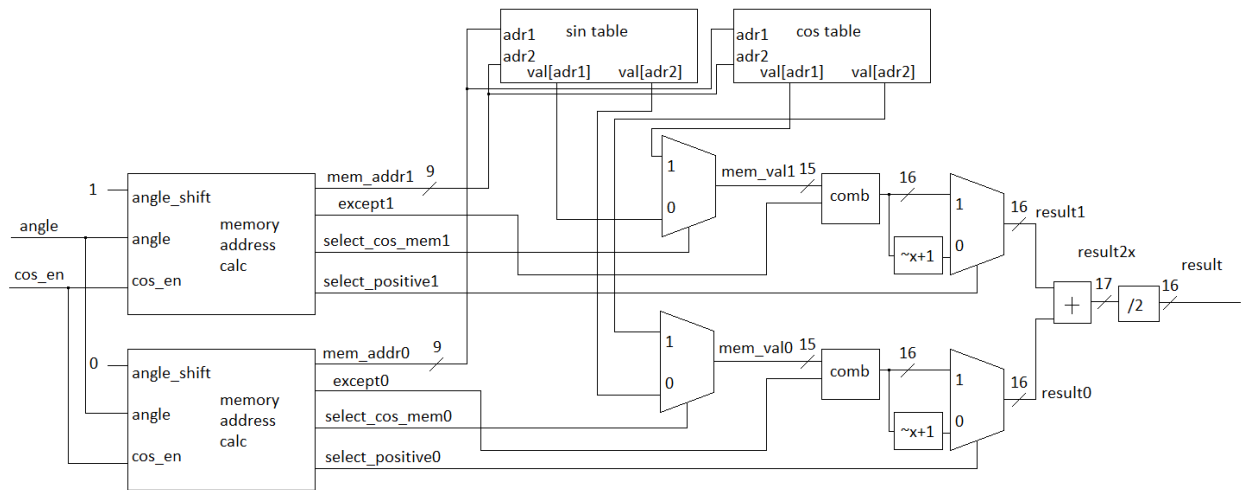 sin table
adr1
adr2
val[adr1]
val[adr2]
cos table
adr1
adr2
val[adr1]
val[adr2]
1
angle_shift
angle
angle
cos_en
cos_en
memory
address
calc
mem_addr1
9
except1
select_cos_mem1
select_positive1
1
0
mem_val1
15
comb
16
~x+1
1
0
16
result1
0
angle_shift
angle
cos_en
memory
address
calc
mem_addr0
9
except0
select_cos_mem0
select_positive0
1
0
mem_val0
15
comb
16
~x+1
1
0
16
result0
+
result2x
17
/2
16
result